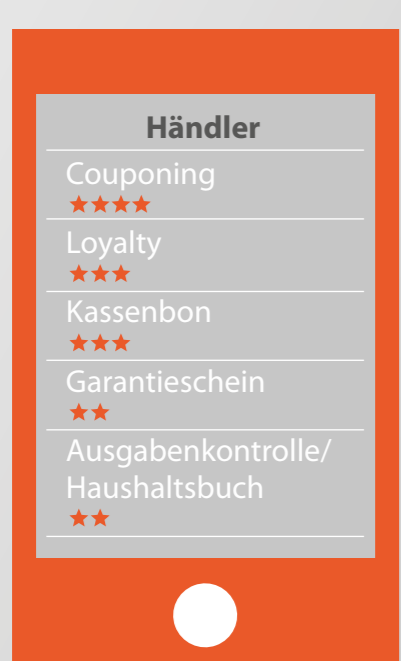 Händler
Couponing
★★★★
Loyalty
★★★
Kassenbon
★★★
Garantieschein
★★
Ausgabenkontrolle/
Haushaltsbuch
★★